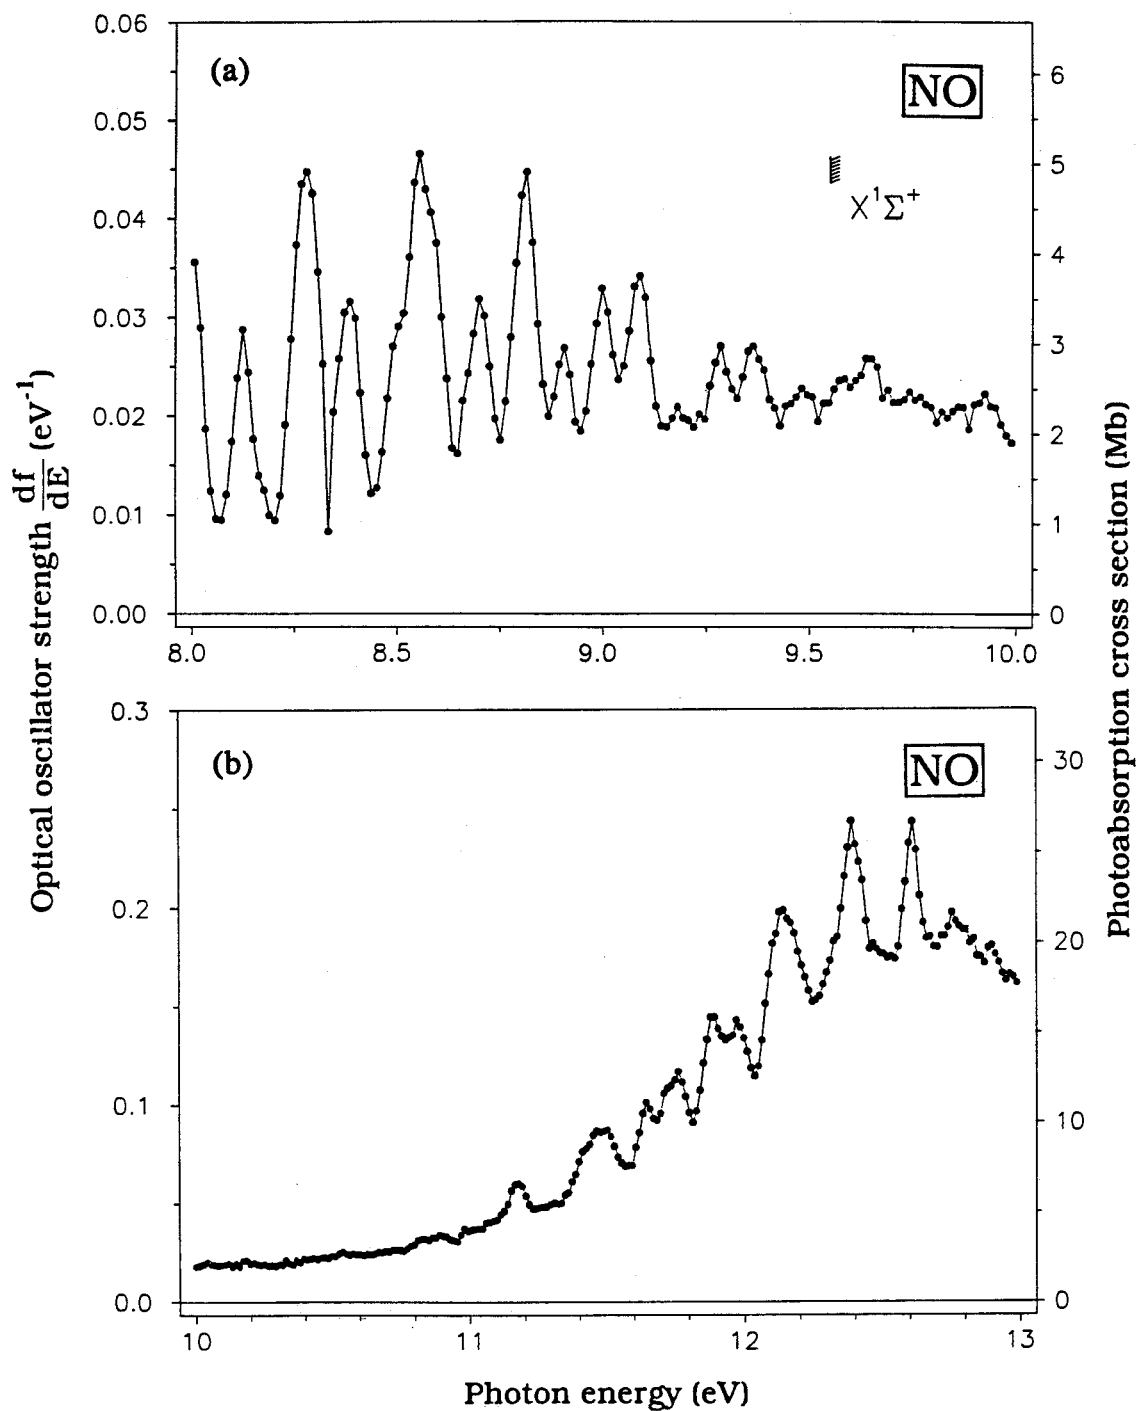 (a)
NO
X¹Σ⁺
0.06
0.05
0.04
0.03
0.02
0.01
0.00
6
5
4
3
2
1
0
8.0 8.5 9.0 9.5 10.0
Optical oscillator strength df/dE (eV⁻¹)
Photoabsorption cross section (Mb)
(b)
NO
0.3
0.2
0.1
0.0
30
20
10
0
10 11 12 13
Photon energy (eV)